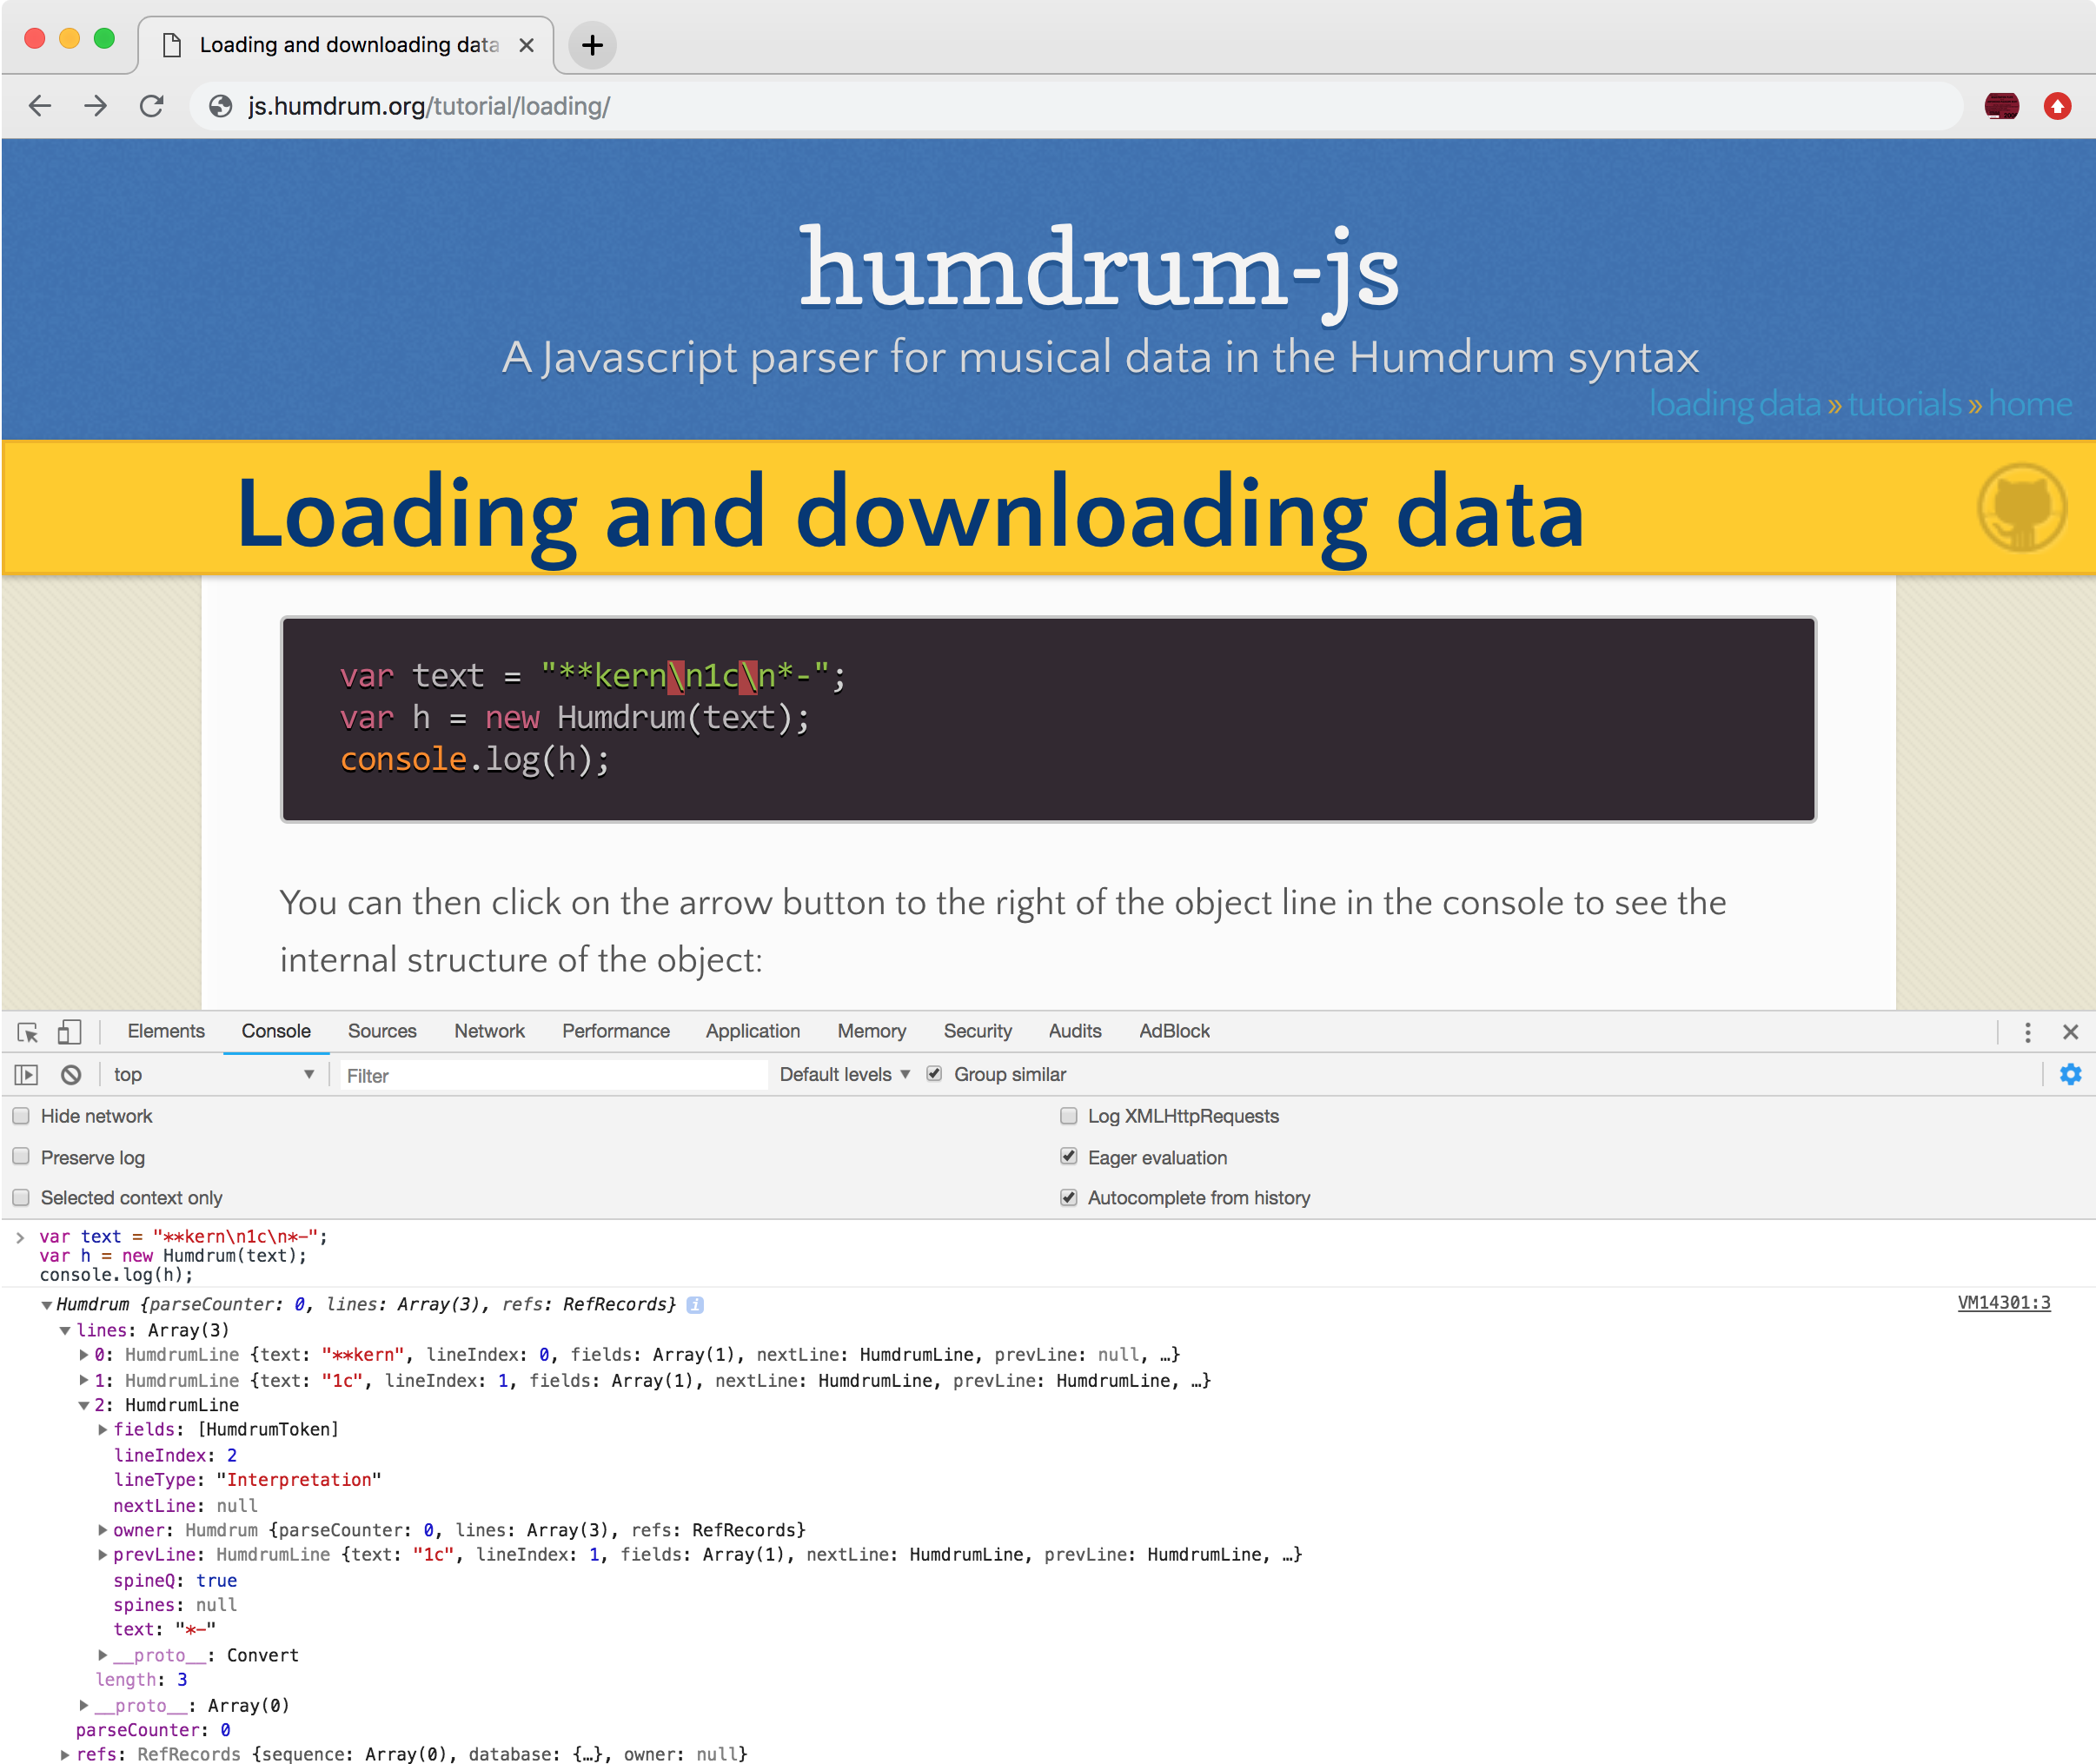 Loading and downloading data
js.humdrum.org/tutorial/loading/
humdrum-js
A Javascript parser for musical data in the Humdrum syntax
loading data » tutorials » home
Loading and downloading data
var text = "**kern\n1c\n*-";
var h = new Humdrum(text);
console.log(h);
You can then click on the arrow button to the right of the object line in the console to see the
internal structure of the object:
Elements Console Sources Network Performance Application Memory Security Audits AdBlock
top Filter Default levels Group similar
Hide network Log XMLHttpRequests
Preserve log Eager evaluation
Selected context only Autocomplete from history
var text = "**kern\n1c\n*-";
var h = new Humdrum(text);
console.log(h);
Humdrum {parseCounter: 0, lines: Array(3), refs: RefRecords} i VM14301:3
lines: Array(3)
0: HumdrumLine {text: "**kern", lineIndex: 0, fields: Array(1), nextLine: HumdrumLine, prevLine: null, …}
1: HumdrumLine {text: "1c", lineIndex: 1, fields: Array(1), nextLine: HumdrumLine, prevLine: HumdrumLine, …}
2: HumdrumLine
fields: [HumdrumToken]
lineIndex: 2
lineType: "Interpretation"
nextLine: null
owner: Humdrum {parseCounter: 0, lines: Array(3), refs: RefRecords}
prevLine: HumdrumLine {text: "1c", lineIndex: 1, fields: Array(1), nextLine: HumdrumLine, prevLine: HumdrumLine, …}
spineQ: true
spines: null
text: "*-"
__proto__: Convert
length: 3
__proto__: Array(0)
parseCounter: 0
refs: RefRecords {sequence: Array(0), database: {…}, owner: null}